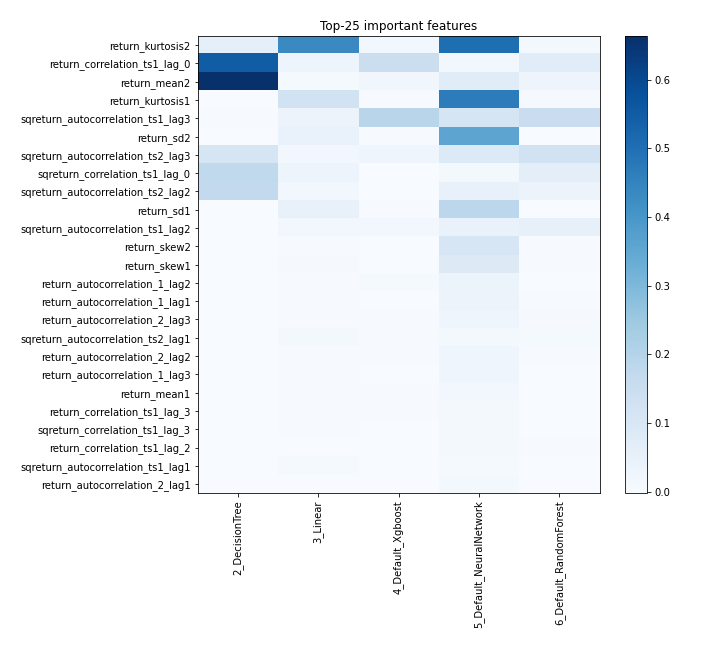 Top-25 important features
return_kurtosis2
return_correlation_ts1_lag_0
return_mean2
return_kurtosis1
sqreturn_autocorrelation_ts1_lag3
return_sd2
sqreturn_autocorrelation_ts2_lag3
sqreturn_correlation_ts1_lag_0
sqreturn_autocorrelation_ts2_lag2
return_sd1
sqreturn_autocorrelation_ts1_lag2
return_skew2
return_skew1
return_autocorrelation_1_lag2
return_autocorrelation_1_lag1
return_autocorrelation_2_lag3
sqreturn_autocorrelation_ts2_lag1
return_autocorrelation_2_lag2
return_autocorrelation_1_lag3
return_mean1
return_correlation_ts1_lag_3
sqreturn_correlation_ts1_lag_3
return_correlation_ts1_lag_2
sqreturn_autocorrelation_ts1_lag1
return_autocorrelation_2_lag1
2_DecisionTree
3_Linear
4_Default_Xgboost
5_Default_NeuralNetwork
6_Default_RandomForest
0.6
0.5
0.4
0.3
0.2
0.1
0.0